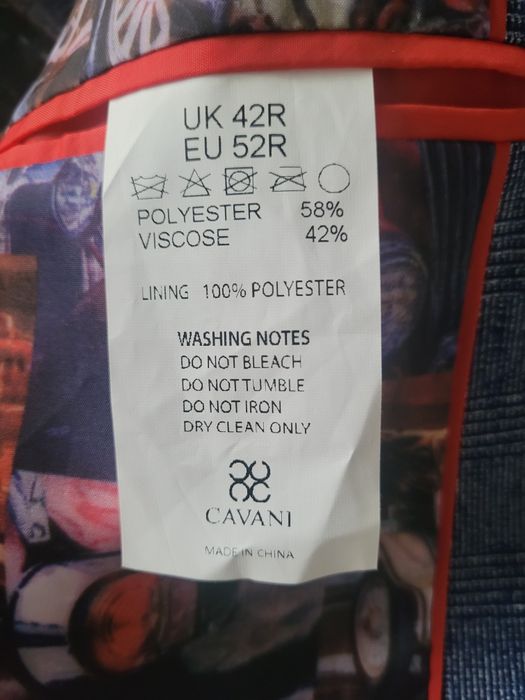 UK 42R
EU 52R
POLYESTER 58%
VISCOSE 42%
LINING 100% POLYESTER
WASHING NOTES
DO NOT BLEACH
DO NOT TUMBLE
DO NOT IRON
DRY CLEAN ONLY
CAVANI
MADE IN CHINA